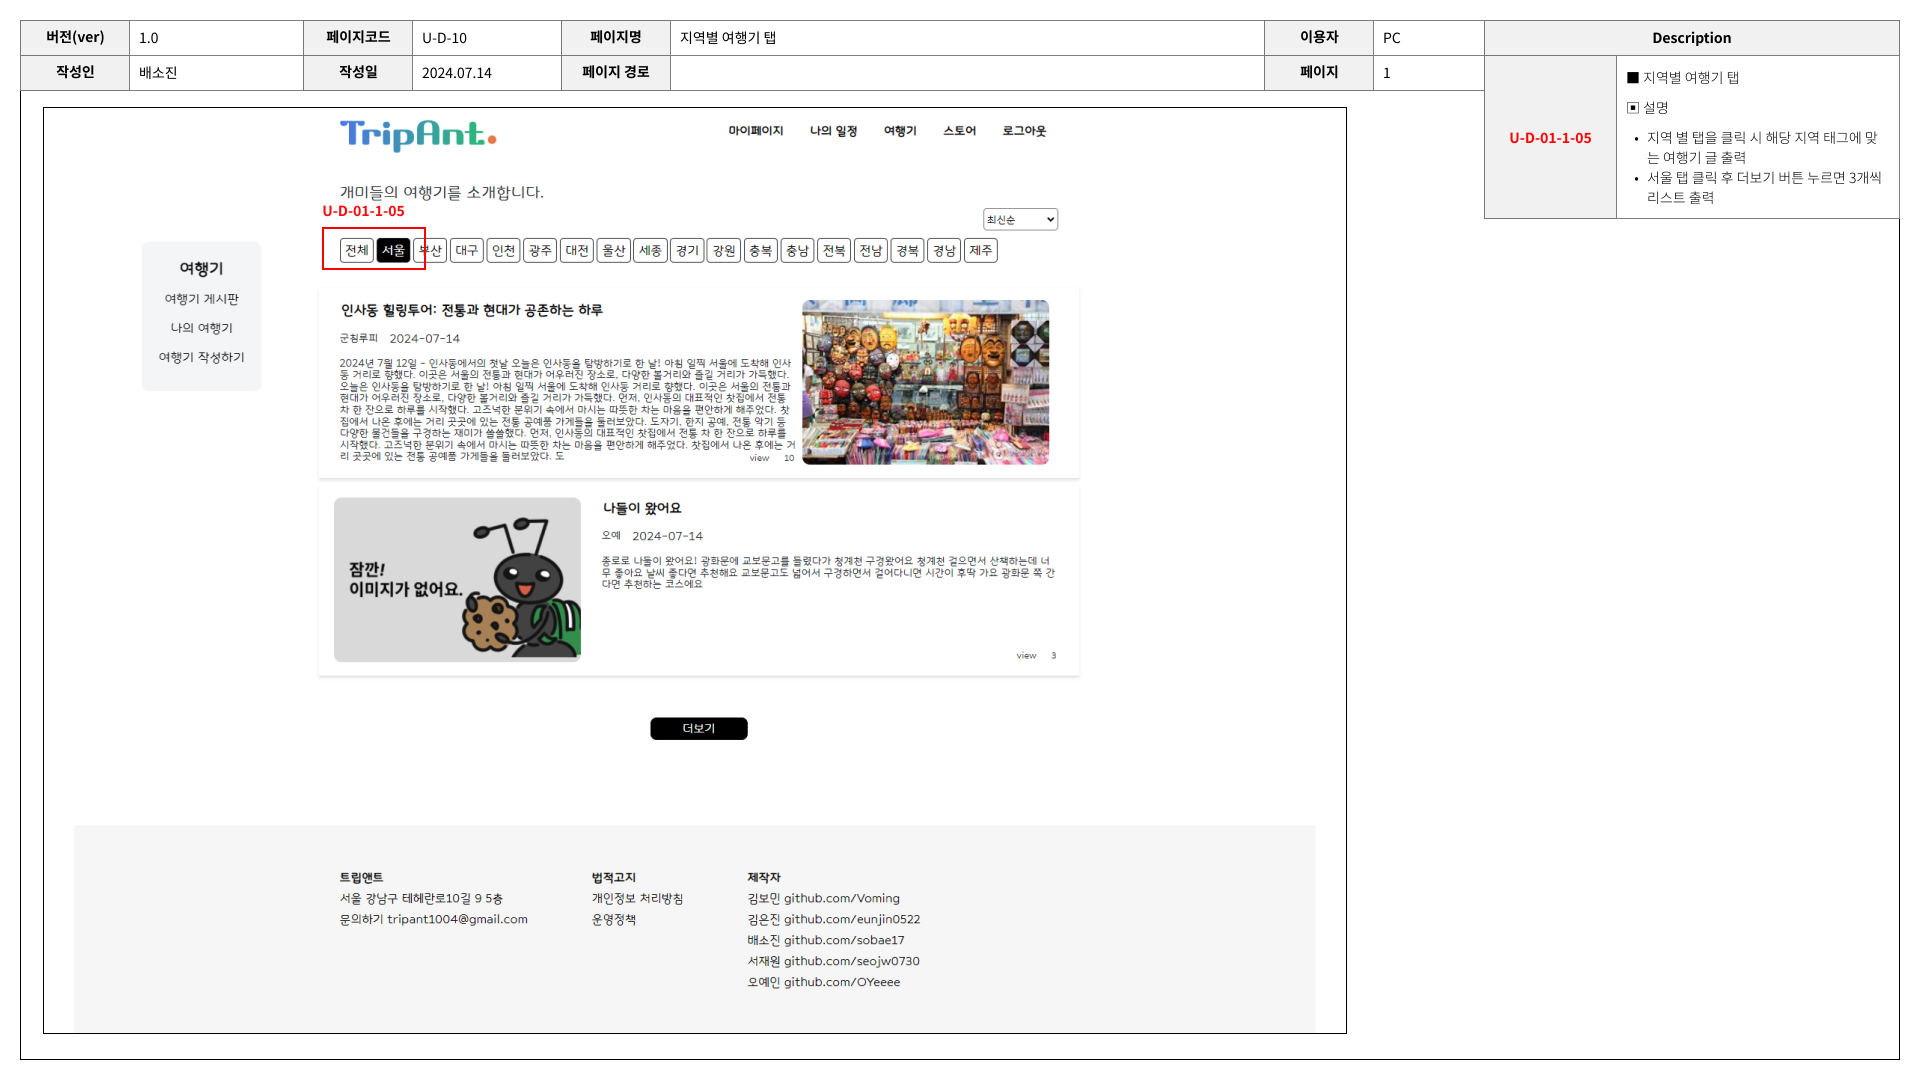 버전(ver) 1.0 페이지코드 U-D-10 페이지명 지역별 여행기 탭 이용자 PC Description
작성인 배소진 작성일 2024.07.14 페이지 경로 페이지 1
■ 지역별 여행기 탭
▣ 설명
U-D-01-1-05
• 지역 별 탭을 클릭 시 해당 지역 태그에 맞
는 여행기 글 출력
• 서울 탭 클릭 후 더보기 버튼 누르면 3개씩
리스트 출력
TripAnt.
마이페이지 나의 일정 여행기 스토어 로그아웃
개미들의 여행기를 소개합니다.
U-D-01-1-05
최신순
전체 서울 부산 대구 인천 광주 대전 울산 세종 경기 강원 충북 충남 전북 전남 경북 경남 제주
여행기
여행기 게시판
나의 여행기
여행기 작성하기
인사동 힐링투어: 전통과 현대가 공존하는 하루
군침루피 2024-07-14
2024년 7월 12일 - 인사동에서의 첫날 오늘은 인사동을 탐방하기로 한 날! 아침 일찍 서울에 도착해 인사
동 거리로 향했다. 이곳은 서울의 전통과 현대가 어우러진 장소로, 다양한 볼거리와 즐길 거리가 가득했다.
오늘은 인사동을 탐방하기로 한 날! 아침 일찍 서울에 도착해 인사동 거리로 향했다. 이곳은 서울의 전통과
현대가 어우러진 장소로, 다양한 볼거리와 즐길 거리가 가득했다. 먼저, 인사동의 대표적인 찻집에서 전통
차 한 잔으로 하루를 시작했다. 고즈넉한 분위기 속에서 마시는 따뜻한 차는 마음을 편안하게 해주었다. 찻
집에서 나온 후에는 거리 곳곳에 있는 전통 공예품 가게들을 둘러보았다. 도자기, 한지 공예, 전통 악기 등
다양한 물건들을 구경하는 재미가 쏠쏠했다. 먼저, 인사동의 대표적인 찻집에서 전통 차 한 잔으로 하루를
시작했다. 고즈넉한 분위기 속에서 마시는 따뜻한 차는 마음을 편안하게 해주었다. 찻집에서 나온 후에는 거
리 곳곳에 있는 전통 공예품 가게들을 둘러보았다. 도
view 10
잠깐!
이미지가 없어요.
나들이 왔어요
오예 2024-07-14
종로로 나들이 왔어요! 광화문에 교보문고를 들렸다가 청계천 구경왔어요 청계천 걸으면서 산책하는데 너
무 좋아요 날씨 좋다면 추천해요 교보문고도 넓어서 구경하면서 걸어다니면 시간이 후딱 가요 광화문 쪽 간
다면 추천하는 코스에요
view 3
더보기
트립앤트
서울 강남구 테헤란로10길 9 5층
문의하기 tripant1004@gmail.com
법적고지
개인정보 처리방침
운영정책
제작자
김보민 github.com/Voming
김은진 github.com/eunjin0522
배소진 github.com/sobae17
서재원 github.com/seojw0730
오예인 github.com/OYeeee